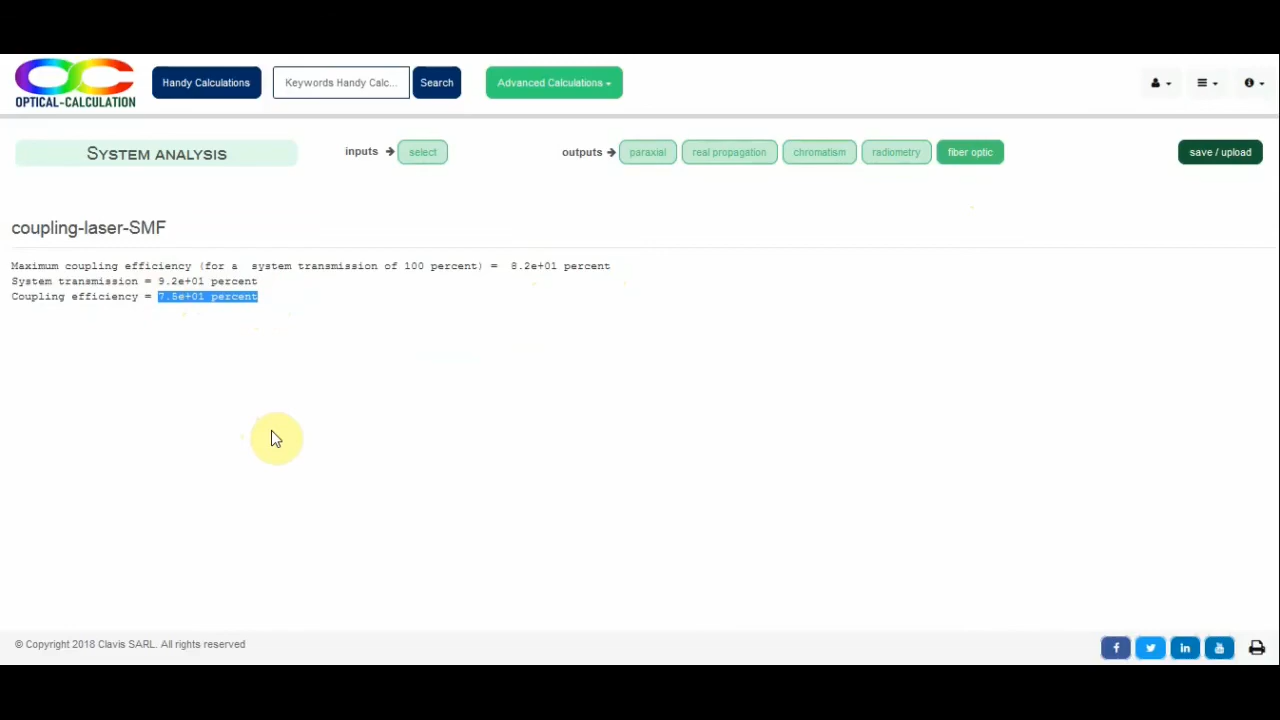 OPTICAL-CALCULATION
Handy Calculations
Keywords Handy Calc...
Search
Advanced Calculations
SYSTEM ANALYSIS
inputs
select
outputs
paraxial
real propagation
chromatism
radiometry
fiber optic
save / upload
coupling-laser-SMF
Maximum coupling efficiency (for a system transmission of 100 percent) = 8.2e+01 percent
System transmission = 9.2e+01 percent
Coupling efficiency = 7.5e+01 percent
© Copyright 2018 Clavis SARL. All rights reserved